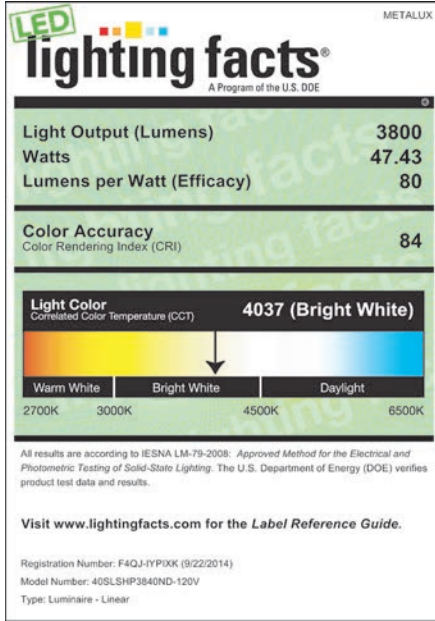 METALUX
LED
lighting facts®
A Program of the U.S. DOE
Light Output (Lumens) 3800
Watts 47.43
Lumens per Watt (Efficacy) 80
Color Accuracy 84
Color Rendering Index (CRI)
Light Color 4037 (Bright White)
Correlated Color Temperature (CCT)
Warm White Bright White Daylight
2700K 3000K 4500K 6500K
All results are according to IESNA LM-79-2008: Approved Method for the Electrical and
Photometric Testing of Solid-State Lighting. The U.S. Department of Energy (DOE) verifies
product test data and results.
Visit www.lightingfacts.com for the Label Reference Guide.
Registration Number: F4QJ-IYPIXK (9/22/2014)
Model Number: 40SLSHP3840ND-120V
Type: Luminaire - Linear